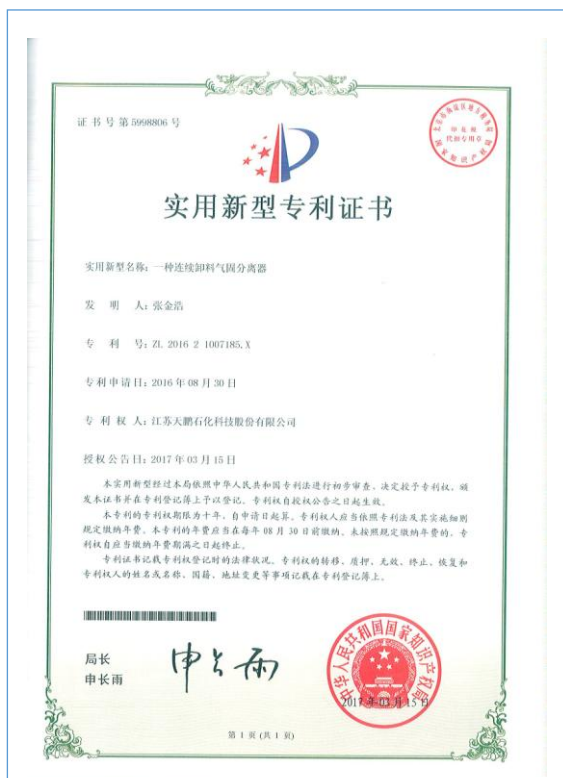 证书号第5998806号
实用新型专利证书
实用新型名称：一种连续卸料气固分离器
发 明 人：张金浩
专 利 号：ZL 2016 2 1007185.X
专利申请日：2016年08月30日
专 利 权 人：江苏天鹏石化科技股份有限公司
授权公告日：2017年03月15日
本实用新型经过本局依照中华人民共和国专利法进行初步审查，决定授予专利权，颁
发本证书并在专利登记簿上予以登记。专利权自授权公告之日起生效。
本专利的专利权期限为十年，自申请日起算。专利权人应当依照专利法及其实施细则
规定缴纳年费。本专利的年费应当在每年08月30日前缴纳。未按照规定缴纳年费的，专
利权自应当缴纳年费期满之日起终止。
专利证书记载专利权登记时的法律状况。专利权的转移、质押、无效、终止、恢复和
专利权人的姓名或名称、国籍、地址变更等事项记载在专利登记簿上。
局长
申长雨
申长雨
中华人民共和国国家知识产权局
2017年03月15日
第1页(共1页)